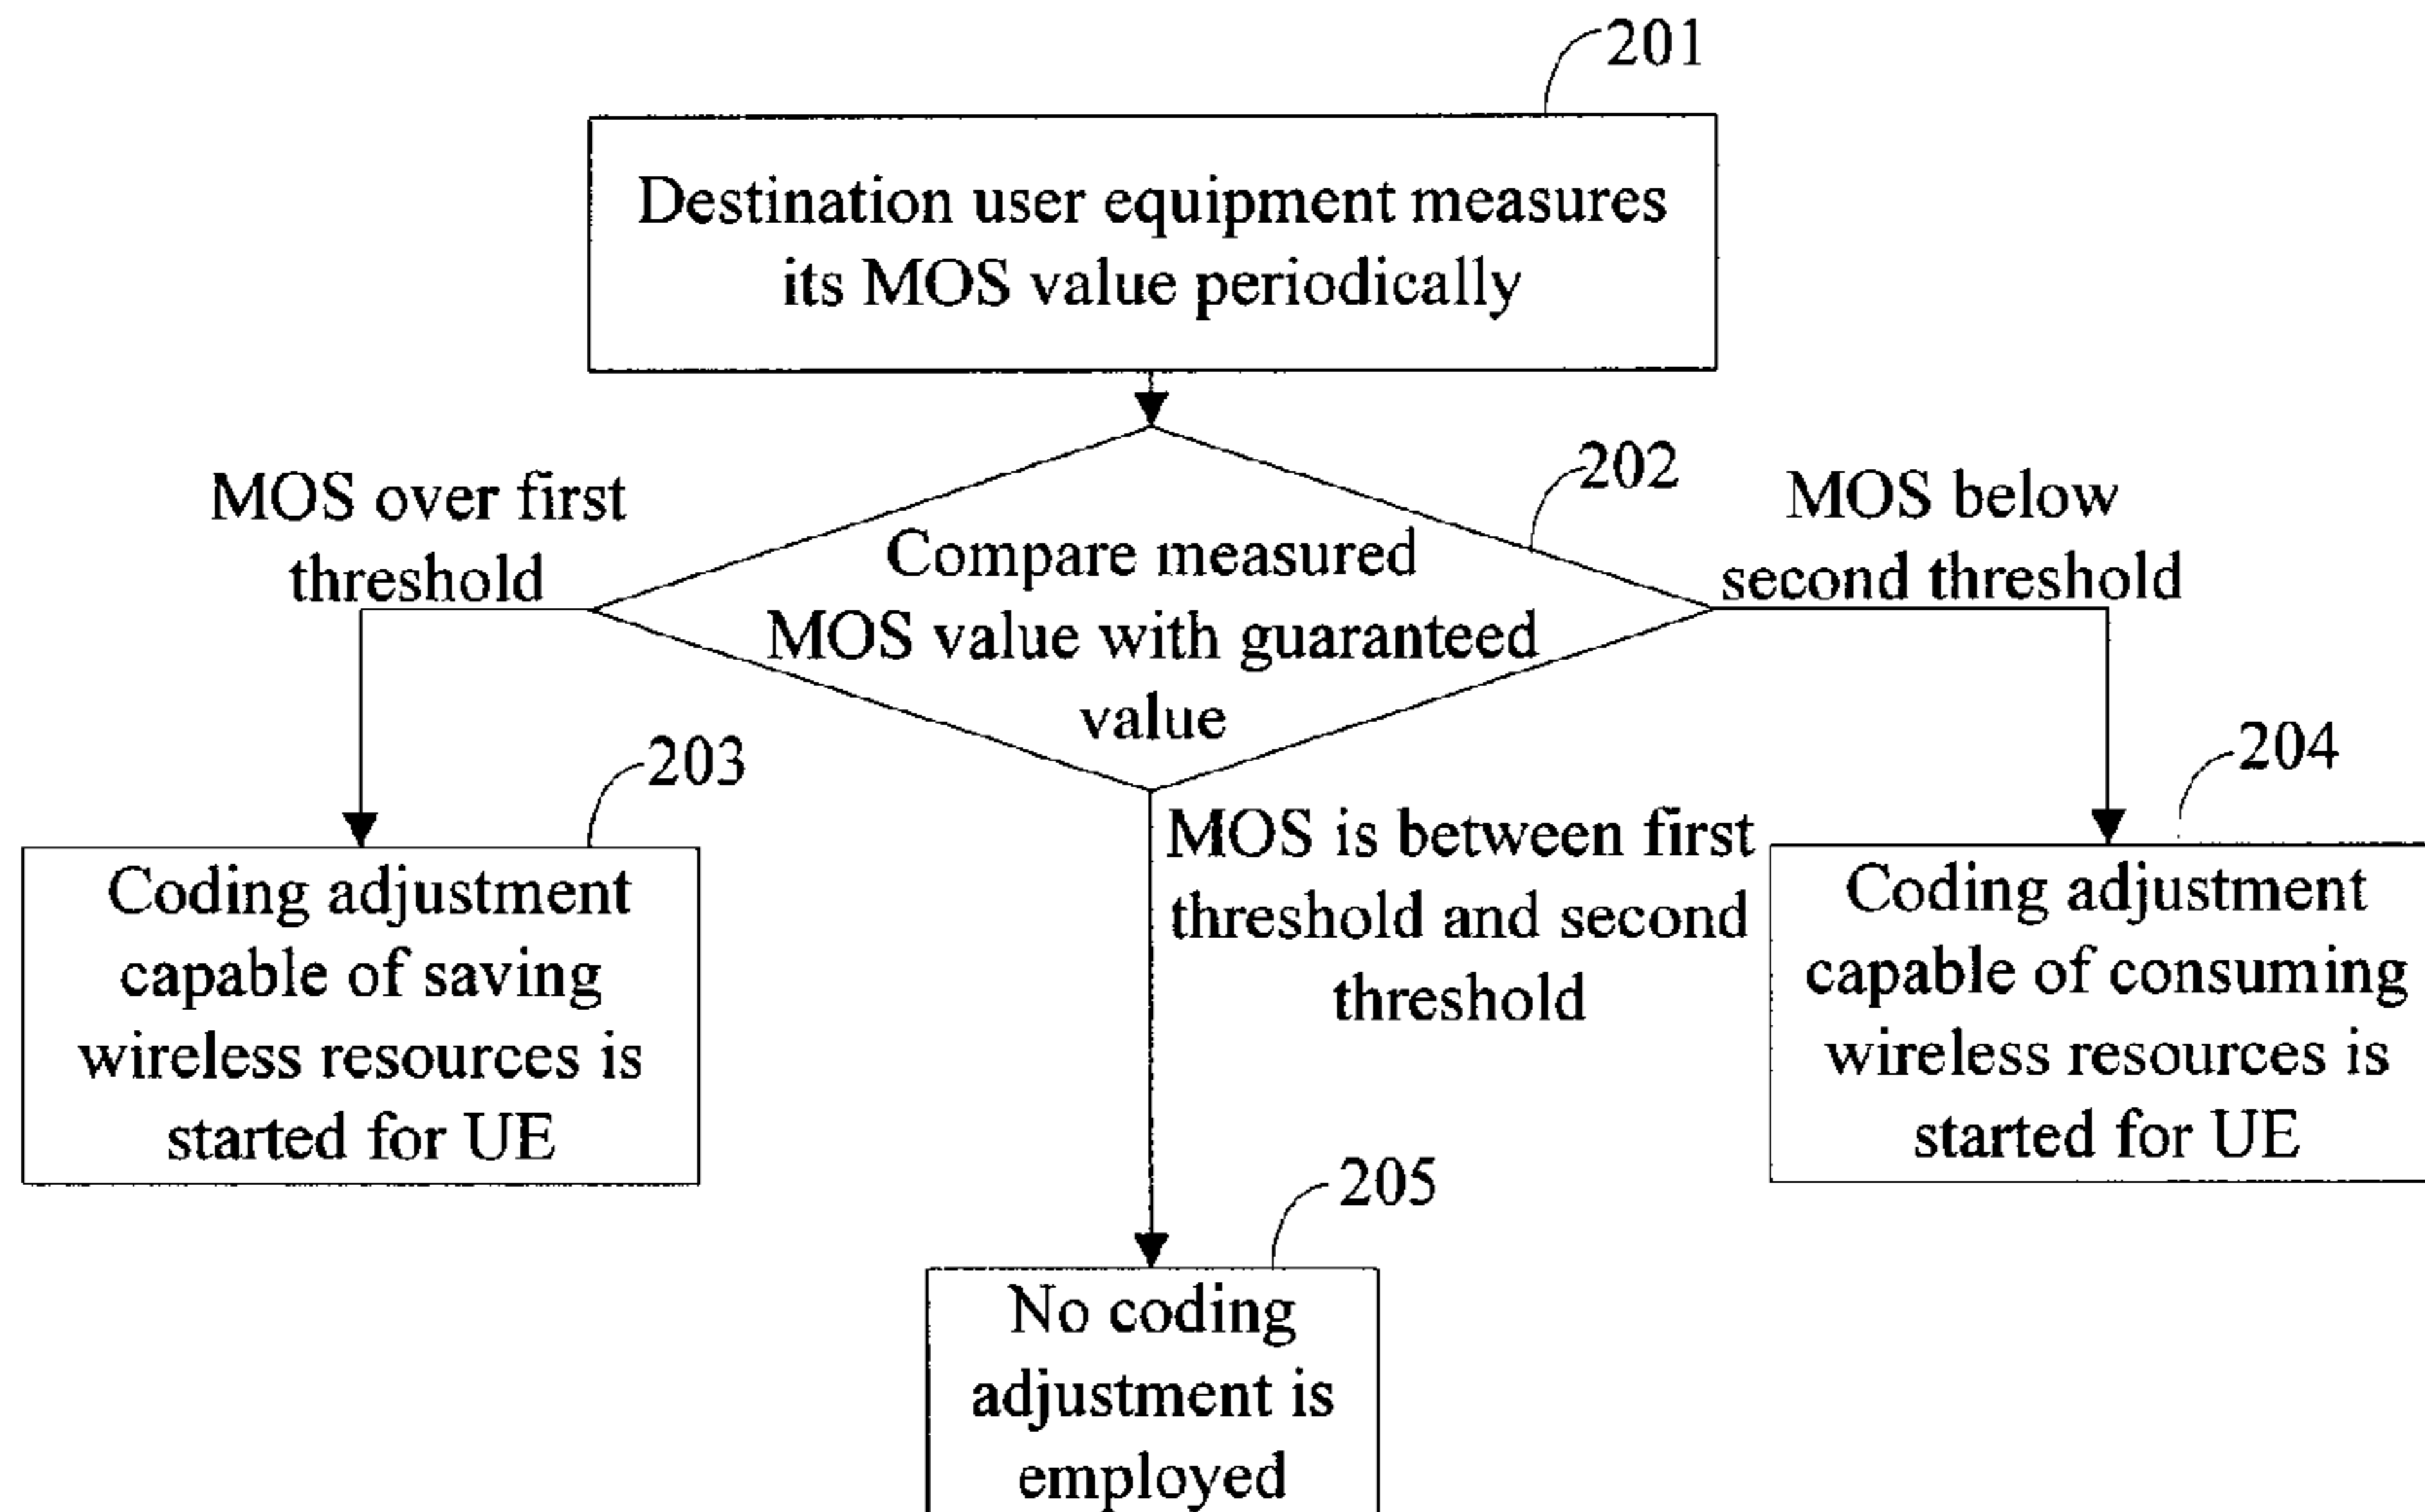 201
Destination user equipment measures
its MOS value periodically
202
MOS over first
threshold
Compare measured
MOS value with guaranteed
value
MOS below
second threshold
203
Coding adjustment
capable of saving
wireless resources is
started for UE
MOS is between first
threshold and second
threshold
204
Coding adjustment
capable of consuming
wireless resources is
started for UE
205
No coding
adjustment is
employed